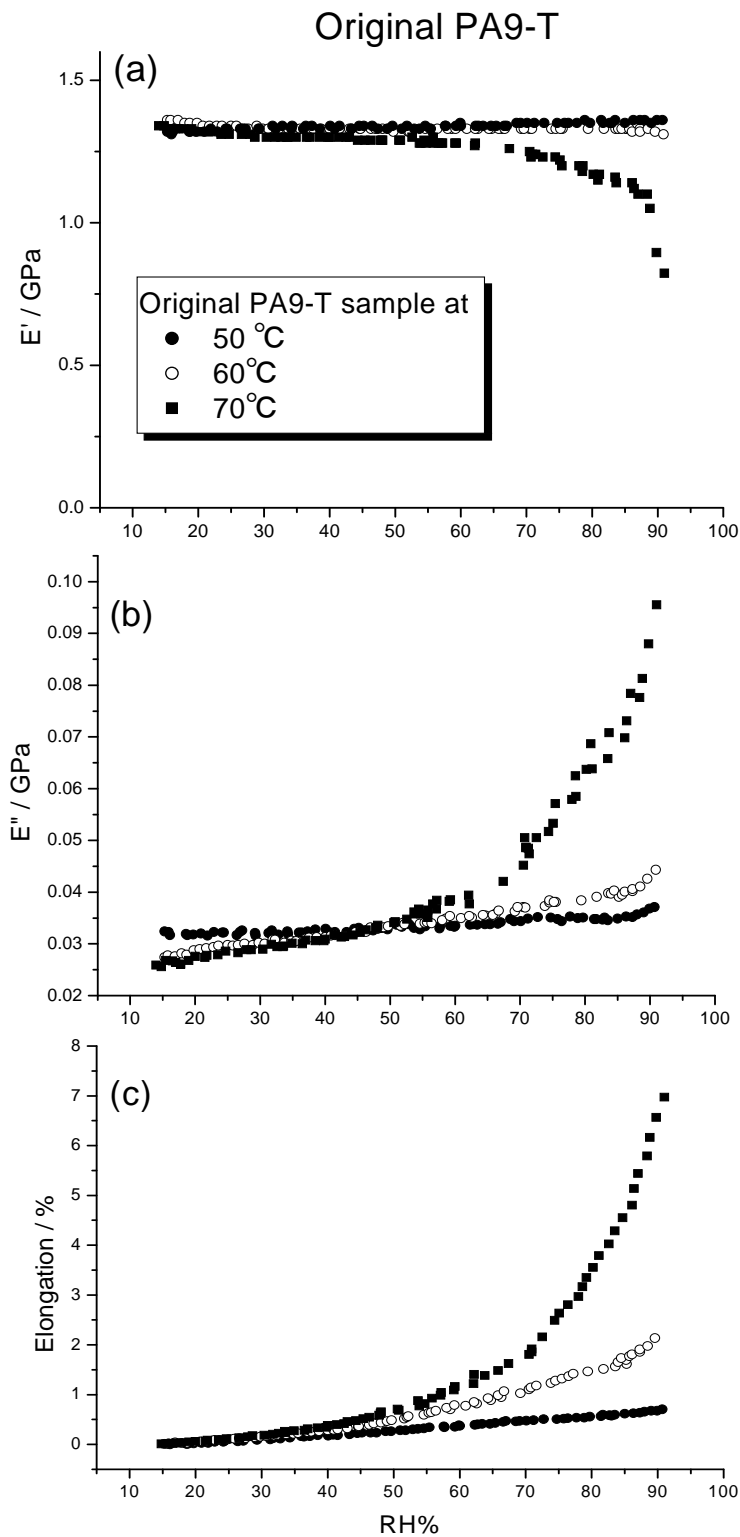 Original PA9-T
(a)
1.5
1.0
0.5
0.0
E' / GPa
Original PA9-T sample at
50 °C
60°C
70°C
10 20 30 40 50 60 70 80 90 100
(b)
0.10
0.09
0.08
0.07
0.06
0.05
0.04
0.03
0.02
E" / GPa
10 20 30 40 50 60 70 80 90 100
(c)
8
7
6
5
4
3
2
1
0
Elongation / %
10 20 30 40 50 60 70 80 90 100
RH%